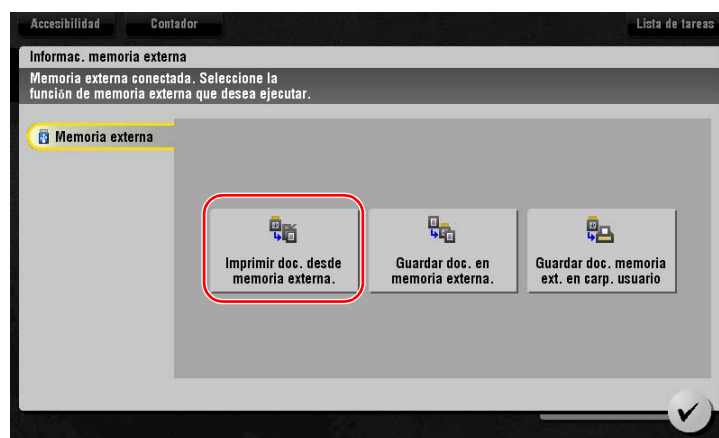 Accesibilidad Contador Lista de tareas
Informac. memoria externa
Memoria externa conectada. Seleccione la
función de memoria externa que desea ejecutar.
Memoria externa
Imprimir doc. desde
memoria externa.
Guardar doc. en
memoria externa.
Guardar doc. memoria
ext. en carp. usuario